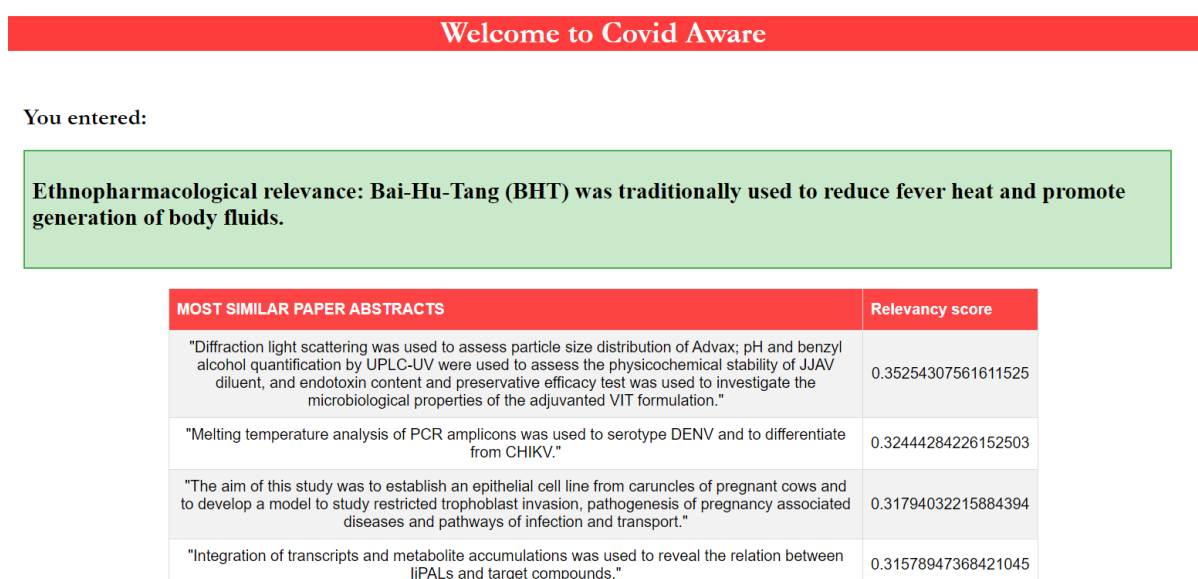 Welcome to Covid Aware
You entered:
Ethnopharmacological relevance: Bai-Hu-Tang (BHT) was traditionally used to reduce fever heat and promote
generation of body fluids.
MOST SIMILAR PAPER ABSTRACTS Relevancy score
"Diffraction light scattering was used to assess particle size distribution of Advax; pH and benzyl
alcohol quantification by UPLC-UV were used to assess the physicochemical stability of JJAV
diluent, and endotoxin content and preservative efficacy test was used to investigate the
microbiological properties of the adjuvanted VIT formulation."
0.35254307561611525
"Melting temperature analysis of PCR amplicons was used to serotype DENV and to differentiate
from CHIKV."
0.32444284226152503
"The aim of this study was to establish an epithelial cell line from caruncles of pregnant cows and
to develop a model to study restricted trophoblast invasion, pathogenesis of pregnancy associated
diseases and pathways of infection and transport."
0.31794032215884394
"Integration of transcripts and metabolite accumulations was used to reveal the relation between
IiPALs and target compounds."
0.31578947368421045